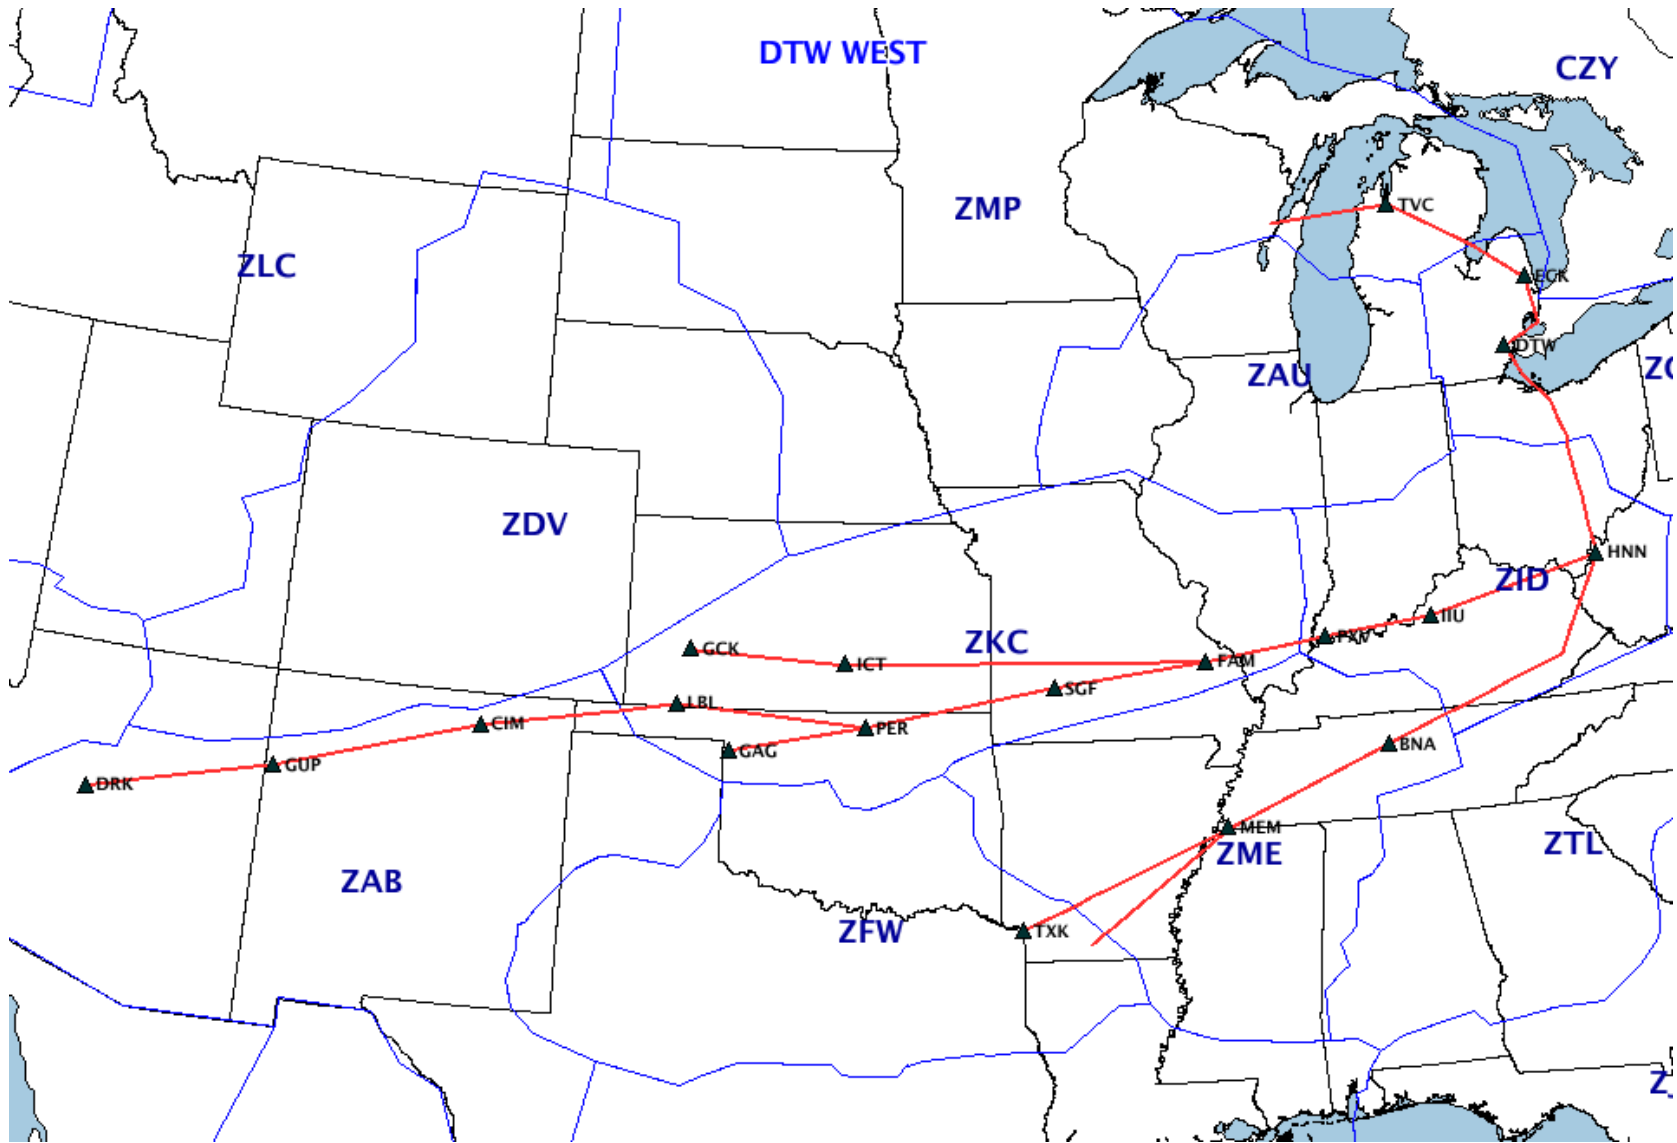 DTW WEST
CZY
ZMP
TVC
ZLC
ECK
DTW
ZAU
ZDV
HNN
ZID
IIU
PXV
ZKC
GCK
ICT
FAM
SGF
LBL
CIM
PER
GAG
BNA
GUP
DRK
MEM
ZME
ZTL
ZAB
TXK
ZFW